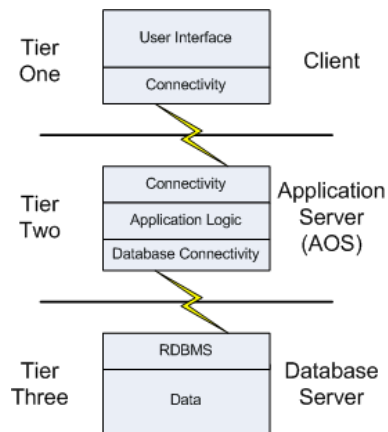 Tier
One
User Interface
Connectivity
Client
Tier
Two
Connectivity
Application Logic
Database Connectivity
Application
Server
(AOS)
Tier
Three
RDBMS
Data
Database
Server